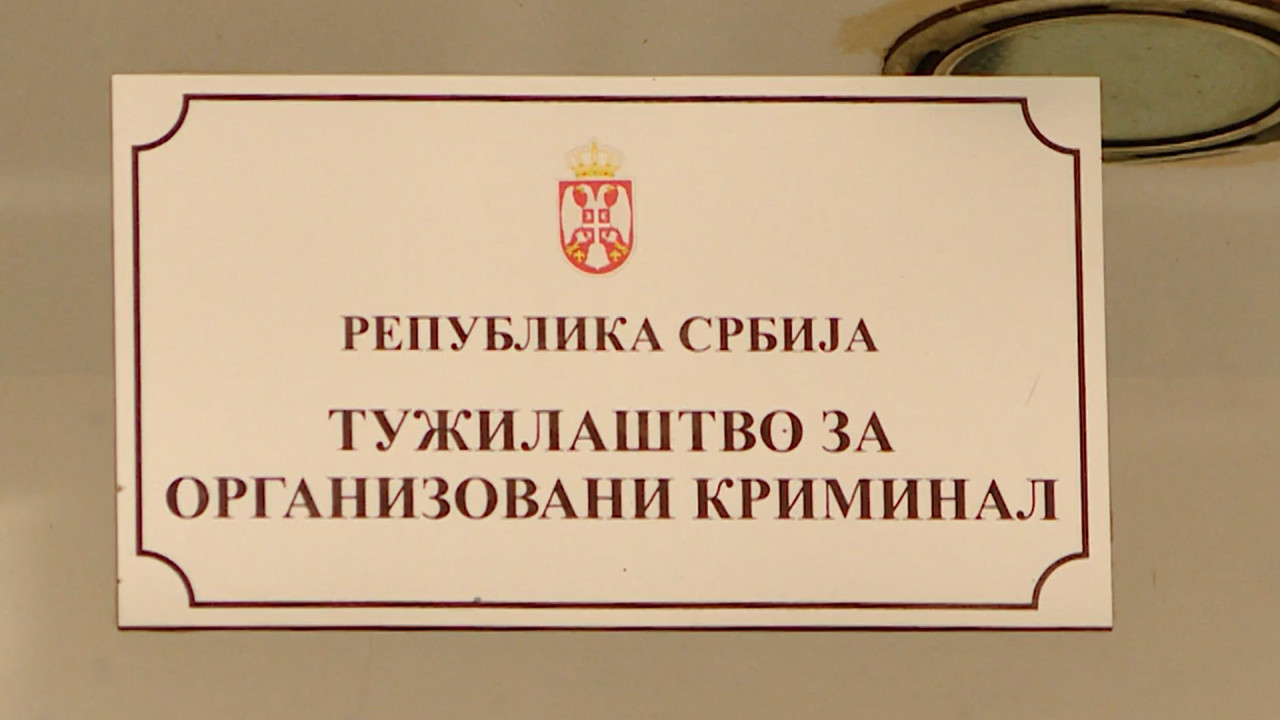 РЕПУБЛИКА СРБИЈА
ТУЖИЛАШТВО ЗА
ОРГАНИЗОВАНИ КРИМИНАЛ